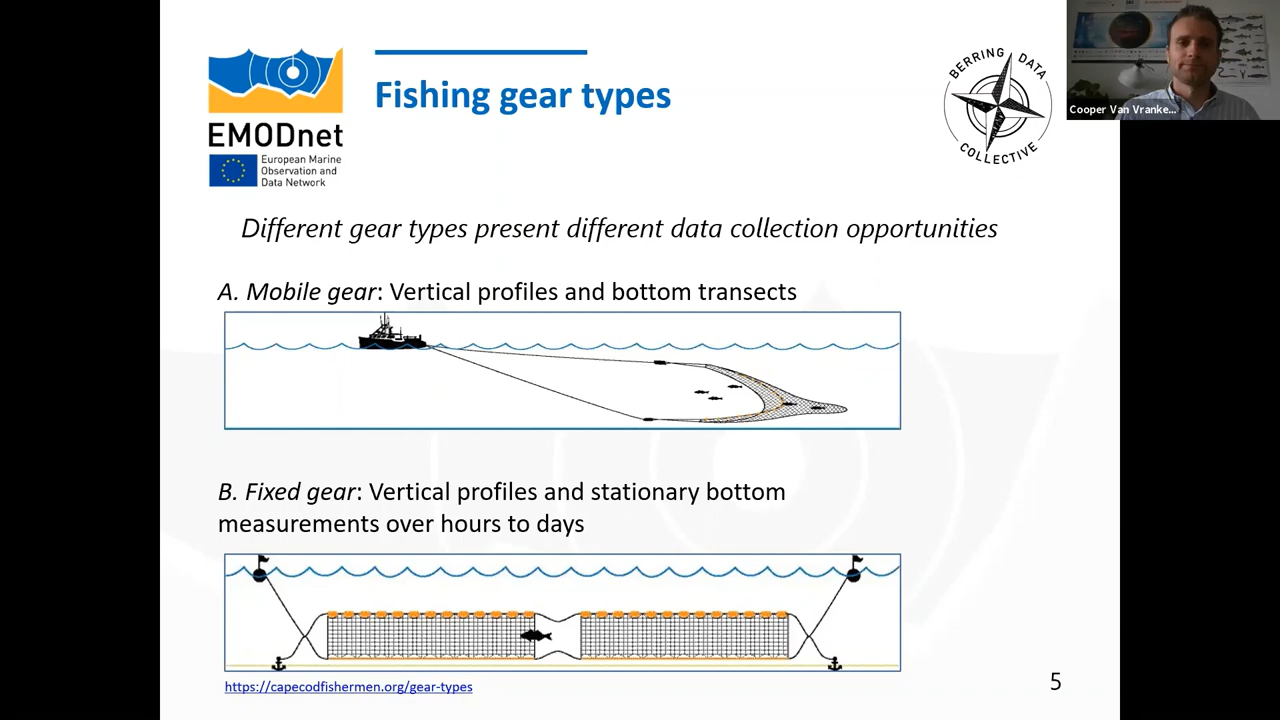 Fishing gear types
EMODnet
European Marine
Observation and
Data Network
BERRING DATA
COLLECTIVE
Cooper Van Vranke...
Different gear types present different data collection opportunities
A. Mobile gear: Vertical profiles and bottom transects
B. Fixed gear: Vertical profiles and stationary bottom
measurements over hours to days
https://capecodfishermen.org/gear-types
5